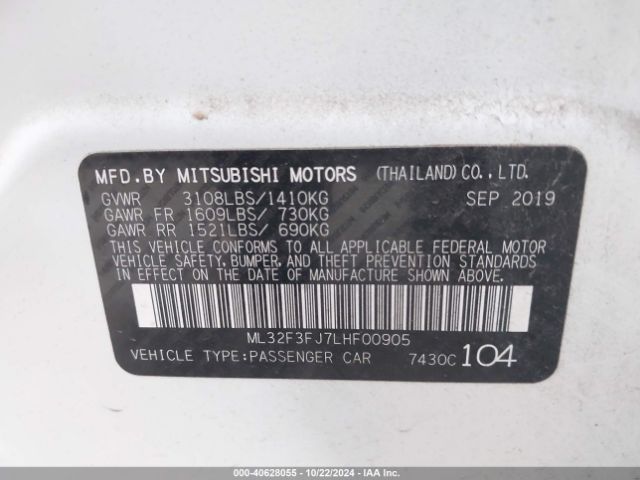 MFD.BY MITSUBISHI MOTORS (THAILAND) CO.,LTD.
GVWR 3108LBS/1410KG SEP 2019
GAWR FR 1609LBS/ 730KG
GAWR RR 1521LBS/ 690KG
THIS VEHICLE CONFORMS TO ALL APPLICABLE FEDERAL MOTOR
VEHICLE SAFETY, BUMPER, AND THEFT PREVENTION STANDARDS
IN EFFECT ON THE DATE OF MANUFACTURE SHOWN ABOVE.
ML32F3FJ7LHF00905
VEHICLE TYPE:PASSENGER CAR 7430C 104
000-40628055 - 10/22/2024 - IAAI.COM